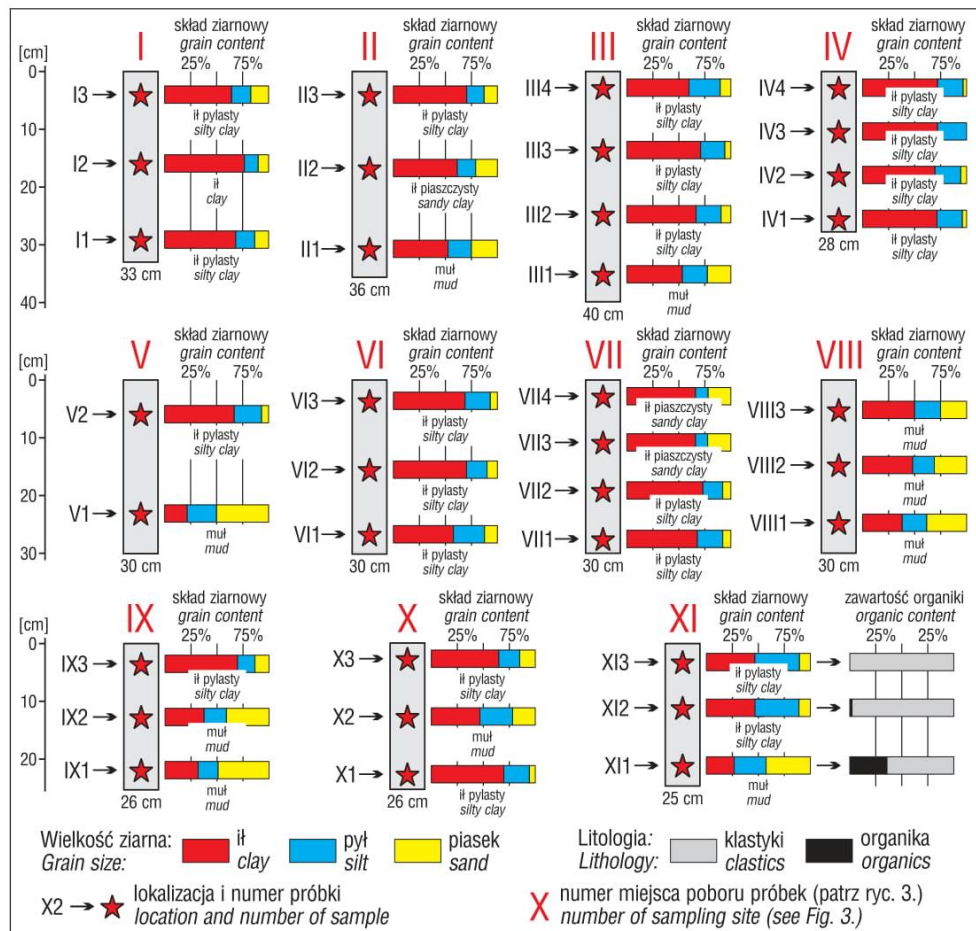 I
skład ziarnowy
grain content
25% 75%
II
skład ziarnowy
grain content
25% 75%
III
skład ziarnowy
grain content
25% 75%
IV
skład ziarnowy
grain content
25% 75%
[cm]
0
10
20
30
40
I3
ił pylasty
silty clay
I2
ił
clay
I1
ił pylasty
silty clay
33 cm
II3
ił pylasty
silty clay
II2
ił piaszczysty
sandy clay
II1
muł
mud
36 cm
III4
ił pylasty
silty clay
III3
ił pylasty
silty clay
III2
ił pylasty
silty clay
III1
muł
mud
40 cm
IV4
ił pylasty
silty clay
IV3
ił pylasty
silty clay
IV2
ił pylasty
silty clay
IV1
ił pylasty
silty clay
28 cm
V
skład ziarnowy
grain content
25% 75%
VI
skład ziarnowy
grain content
25% 75%
VII
skład ziarnowy
grain content
25% 75%
VIII
skład ziarnowy
grain content
25% 75%
[cm]
0
10
20
30
V2
ił pylasty
silty clay
V1
muł
mud
30 cm
VI3
ił pylasty
silty clay
VI2
ił pylasty
silty clay
VI1
ił pylasty
silty clay
30 cm
VII4
ił piaszczysty
sandy clay
VII3
ił piaszczysty
sandy clay
VII2
ił pylasty
silty clay
VII1
ił pylasty
silty clay
30 cm
VIII3
muł
mud
VIII2
muł
mud
VIII1
muł
mud
30 cm
IX
skład ziarnowy
grain content
25% 75%
X
skład ziarnowy
grain content
25% 75%
XI
skład ziarnowy
grain content
25% 75%
zawartość organiki
organic content
25% 25%
[cm]
0
10
20
IX3
ił pylasty
silty clay
IX2
muł
mud
IX1
muł
mud
26 cm
X3
ił pylasty
silty clay
X2
muł
mud
X1
ił pylasty
silty clay
26 cm
XI3
ił pylasty
silty clay
XI2
ił pylasty
silty clay
XI1
muł
mud
25 cm
Wielkość ziarna:
Grain size:
ił
clay
pył
silt
piasek
sand
Litologia:
Lithology:
klastyki
clastics
organika
organics
X2
lokalizacja i numer próbki
location and number of sample
X
numer miejsca poboru próbek (patrz ryc. 3.)
number of sampling site (see Fig. 3.)